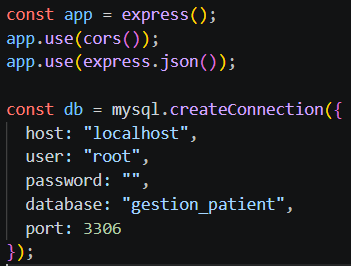 const app = express();
app.use(cors());
app.use(express.json());
const db = mysql.createConnection({
host: "localhost",
user: "root",
password: "",
database: "gestion_patient",
port: 3306
});